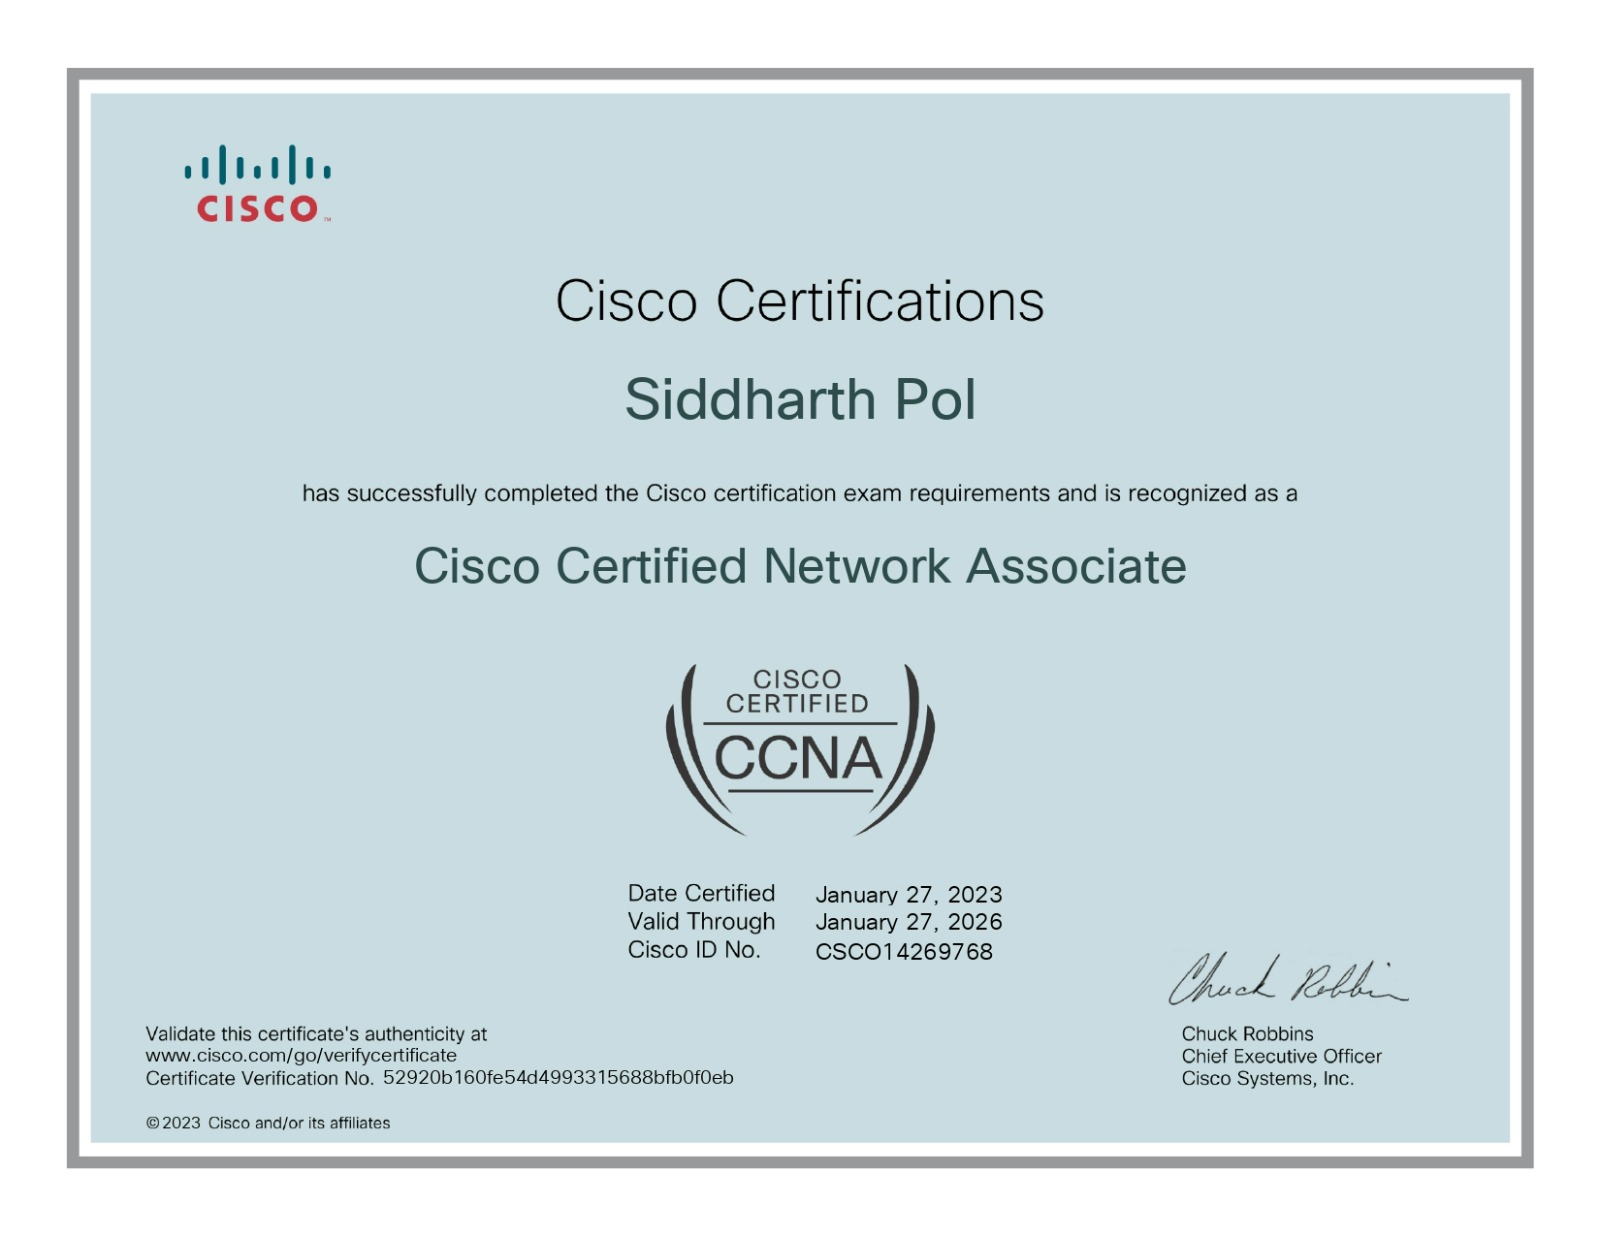 CISCO™
Cisco Certifications
Siddharth Pol
has successfully completed the Cisco certification exam requirements and is recognized as a
Cisco Certified Network Associate
CISCO
CERTIFIED
CCNA
Date Certified January 27, 2023
Valid Through January 27, 2026
Cisco ID No. CSCO14269768
Chuck Robbins
Validate this certificate's authenticity at
www.cisco.com/go/verifycertificate
Certificate Verification No. 52920b160fe54d4993315688bfb0f0eb
Chuck Robbins
Chief Executive Officer
Cisco Systems, Inc.
©2023 Cisco and/or its affiliates